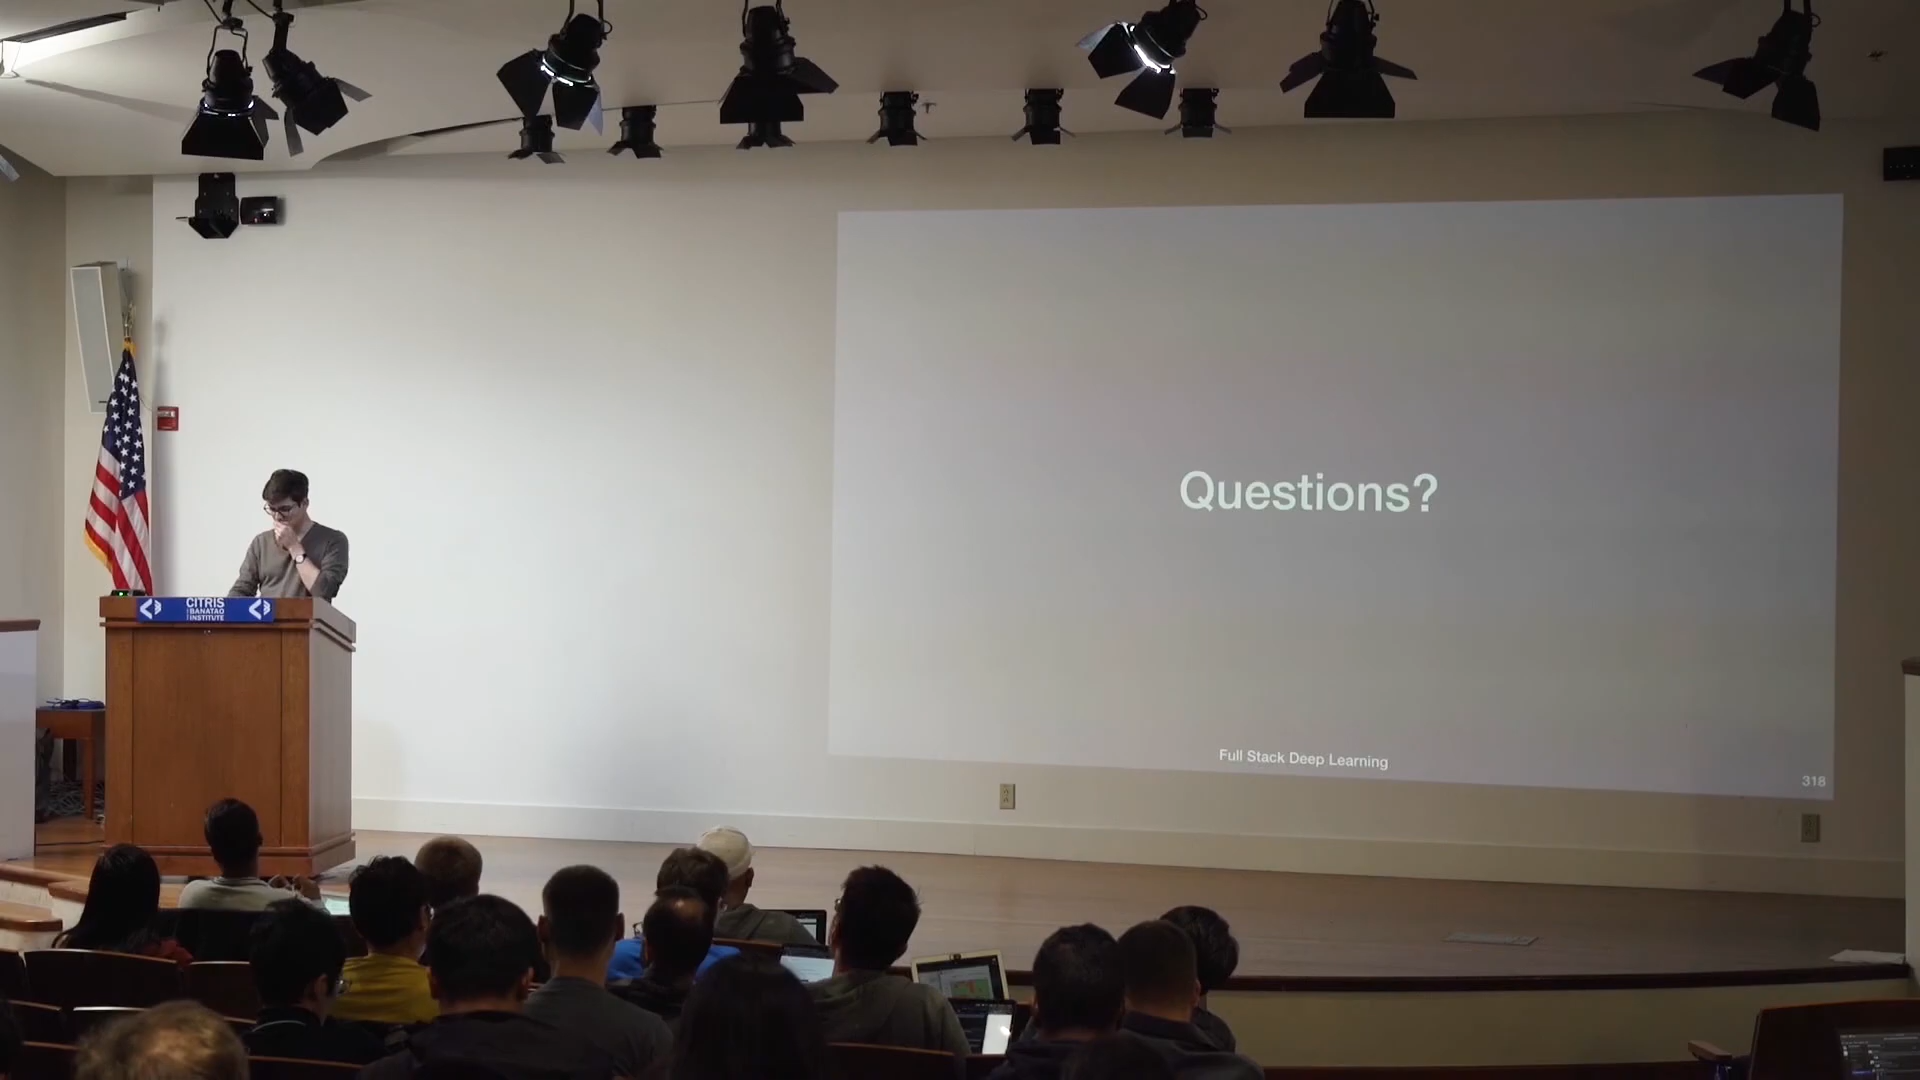 Questions?
Full Stack Deep Learning
318
CITRIS
BANATAO
INSTITUTE